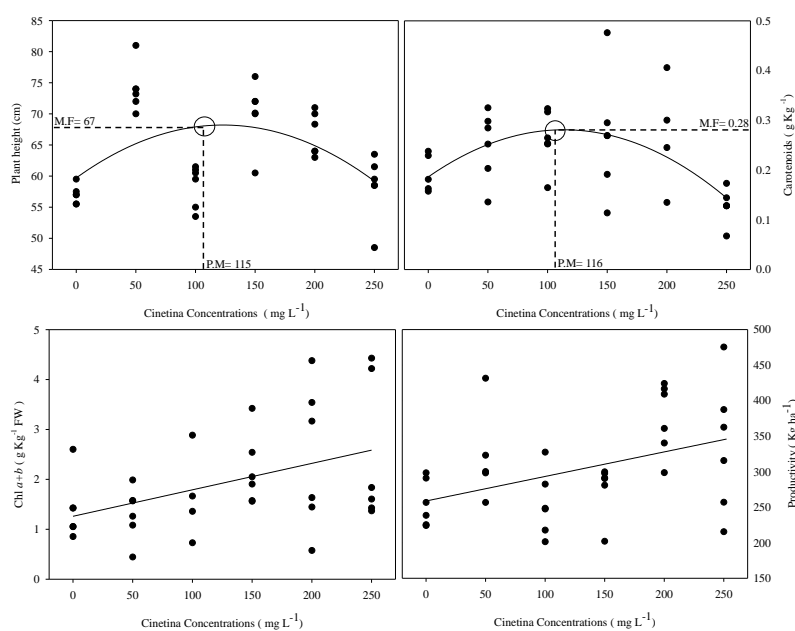 85
80
75
70
65
60
55
50
45
Plant height (cm)
M.F= 67
P.M= 115
0 50 100 150 200 250
Cinetina Concentrations ( mg L-1)
0.5
0.4
0.3
0.2
0.1
0.0
Carotenoids ( g Kg-1)
M.F= 0.28
P.M= 116
0 50 100 150 200 250
Cinetina Concentrations ( mg L-1)
5
4
3
2
1
0
Chl a+b ( g Kg-1 FW )
0 50 100 150 200 250
Cinetina Concentrations ( mg L-1)
500
450
400
350
300
250
200
150
Productivity ( Kg ha-1)
0 50 100 150 200 250
Cinetina Concentrations ( mg L-1)